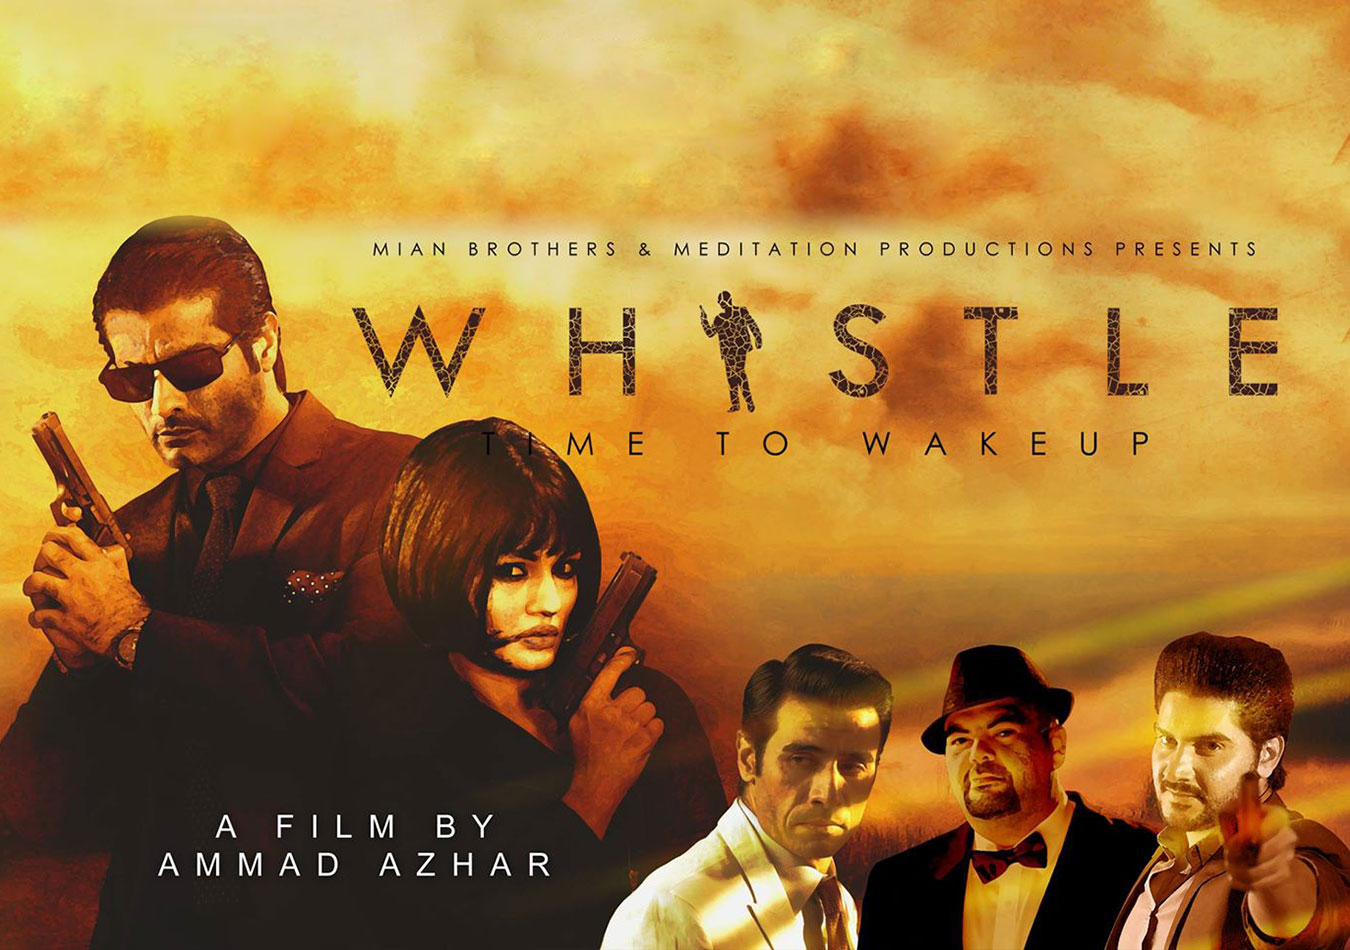 MIAN BROTHERS & MEDITATION PRODUCTIONS PRESENTS
WHISTLE
TIME TO WAKEUP
A FILM BY
AMMAD AZHAR